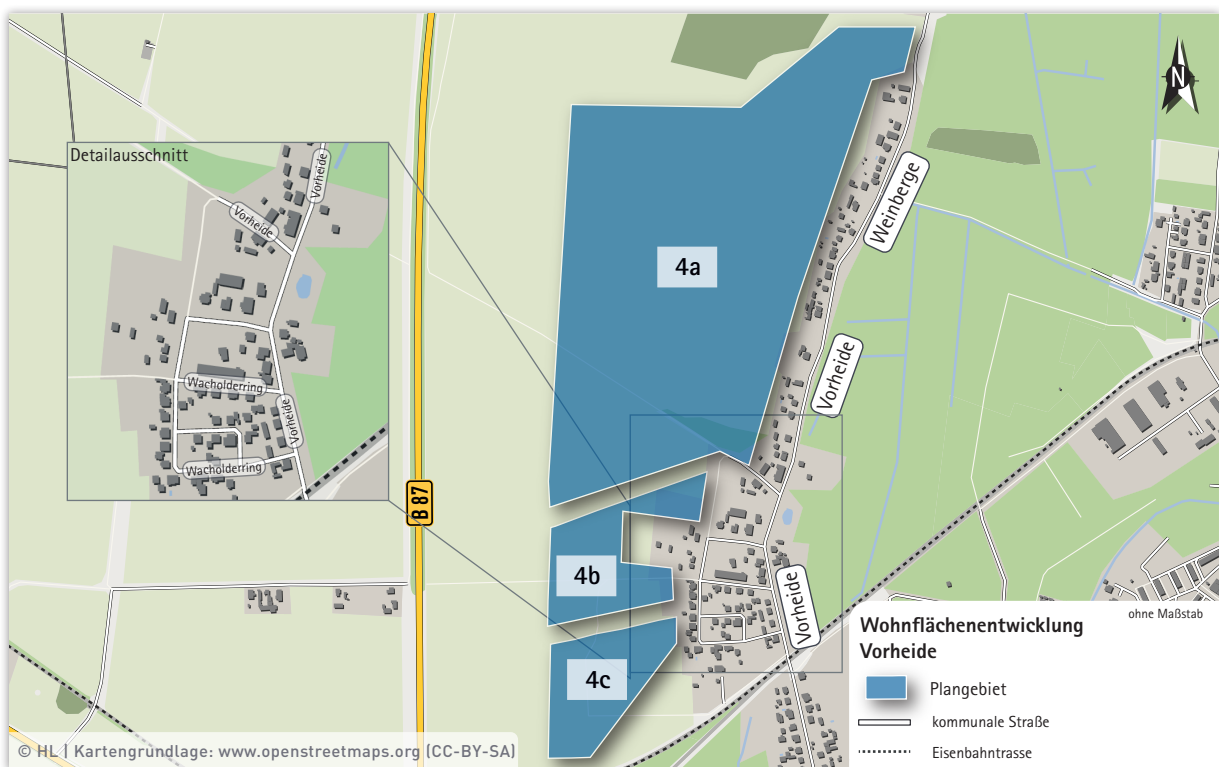 N
Detailausschnitt
Vorheide
Vorheide
Wacholderring
Vorheide
Wacholderring
4a
Weinberge
Vorheide
B 87
4b
Vorheide
4c
ohne Maßstab
Wohnflächenentwicklung
Vorheide
Plangebiet
kommunale Straße
Eisenbahntrasse
© HL | Kartengrundlage: www.openstreetmaps.org (CC-BY-SA)